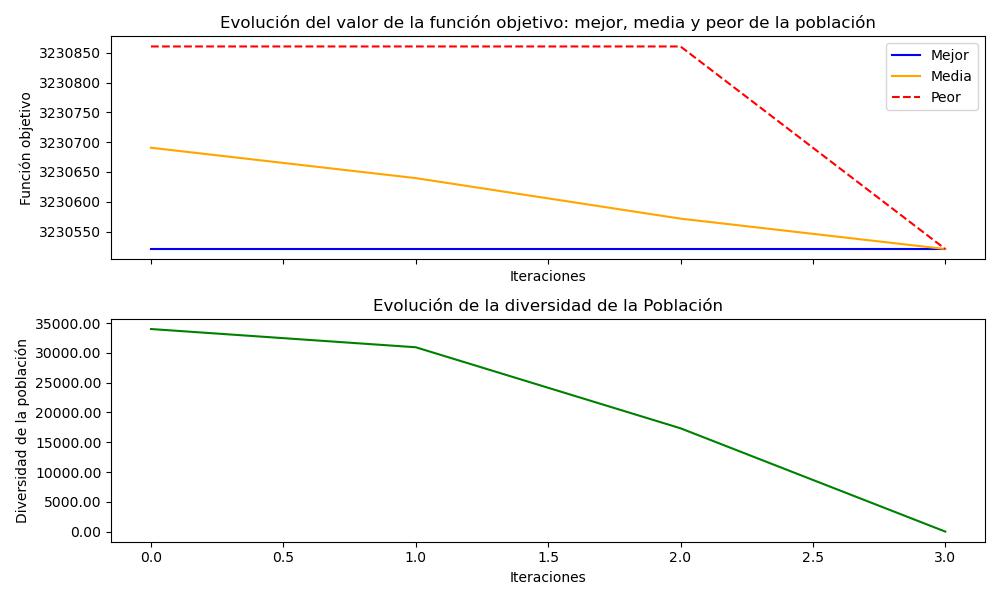 Evolución del valor de la función objetivo: mejor, media y peor de la población
Función objetivo
3230850
3230800
3230750
3230700
3230650
3230600
3230550
Mejor
Media
Peor
Iteraciones
Evolución de la diversidad de la Población
Diversidad de la población
35000.00
30000.00
25000.00
20000.00
15000.00
10000.00
5000.00
0.00
0.0 0.5 1.0 1.5 2.0 2.5 3.0
Iteraciones